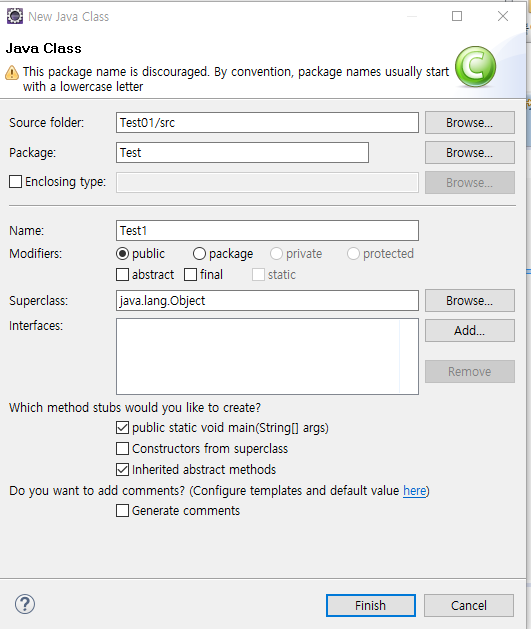 New Java Class
Java Class
This package name is discouraged. By convention, package names usually start
with a lowercase letter
Source folder: Test01/src Browse...
Package: Test Browse...
Enclosing type: Browse...
Name: Test1
Modifiers: public package private protected
abstract final static
Superclass: java.lang.Object Browse...
Interfaces: Add...
Remove
Which method stubs would you like to create?
public static void main(String[] args)
Constructors from superclass
Inherited abstract methods
Do you want to add comments? (Configure templates and default value here)
Generate comments
? Finish Cancel